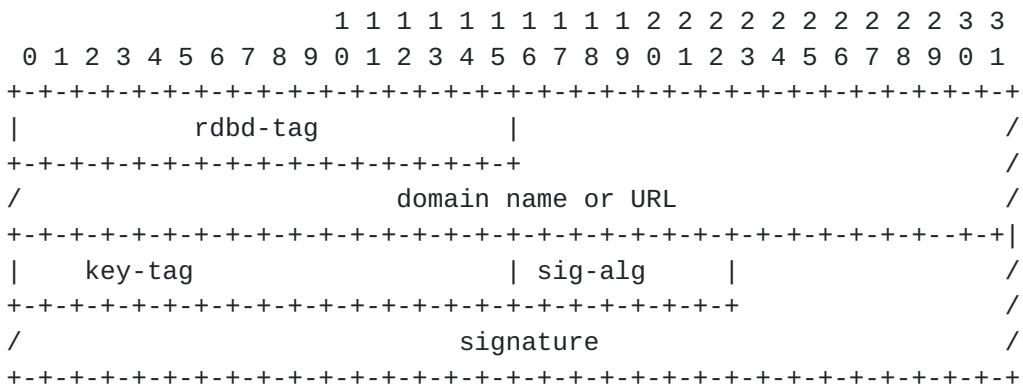 1 1 1 1 1 1 1 1 1 1 2 2 2 2 2 2 2 2 2 2 3 3
 0 1 2 3 4 5 6 7 8 9 0 1 2 3 4 5 6 7 8 9 0 1 2 3 4 5 6 7 8 9 0 1
+-+-+-+-+-+-+-+-+-+-+-+-+-+-+-+-+-+-+-+-+-+-+-+-+-+-+-+-+-+-+-+-+
|           rdbd-tag            |                               /
+-+-+-+-+-+-+-+-+-+-+-+-+-+-+-+-+                               /
/                        domain name or URL                     /
+-+-+-+-+-+-+-+-+-+-+-+-+-+-+-+-+-+-+-+-+-+-+-+-+-+-+-+-+-+--+-+|
|    key-tag                    | sig-alg     |                 /
+-+-+-+-+-+-+-+-+-+-+-+-+-+-+-+-+-+-+-+-+-+-+-+                 /
/                            signature                          /
+-+-+-+-+-+-+-+-+-+-+-+-+-+-+-+-+-+-+-+-+-+-+-+-+-+-+-+-+-+-+-+-+